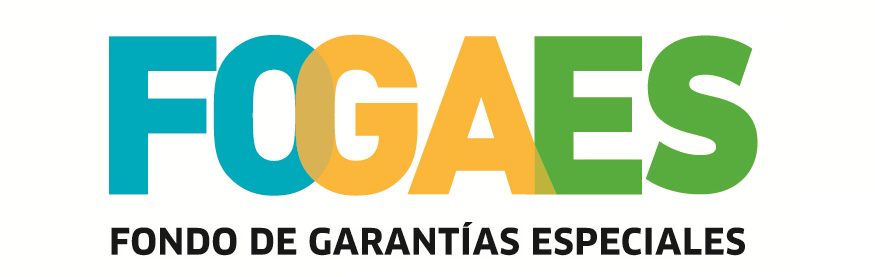 FOGAES
FONDO DE GARANTÍAS ESPECIALES